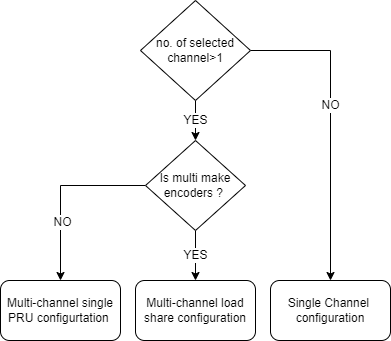 no. of selected
channel>1
NO
YES
Is multi make
encoders ?
NO
YES
Multi-channel single
PRU configurtation
Multi-channel load
share configuration
Single Channel
configuration